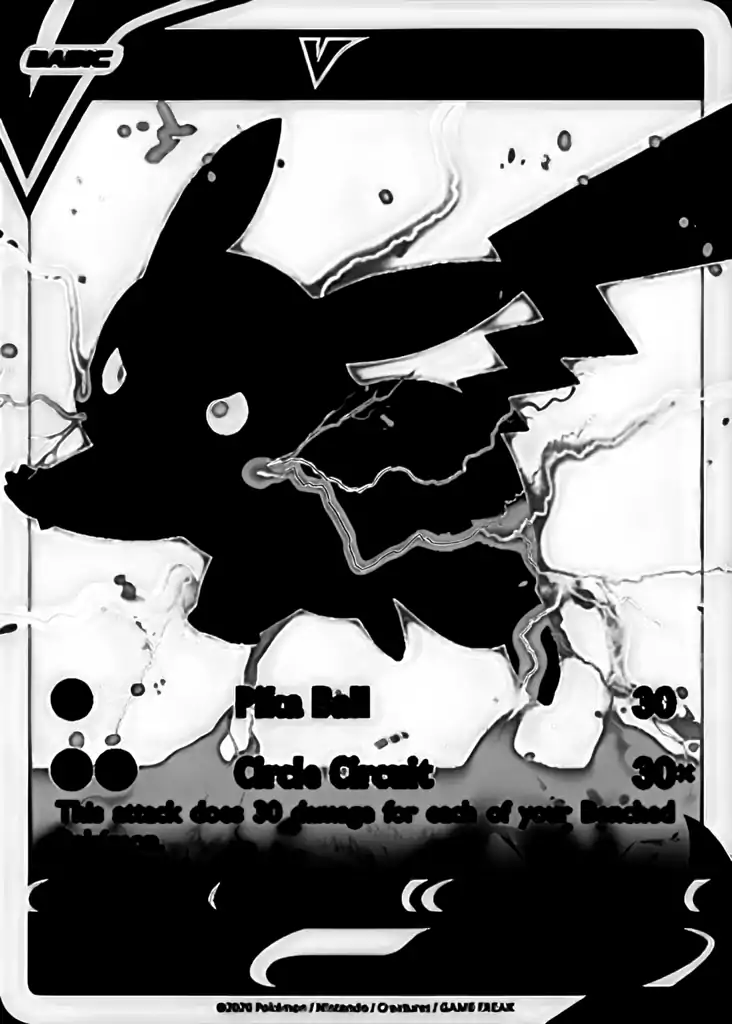 BASIC
V
Pika Ball 30
Circle Circuit 30×
This attack does 30 damage for each of your Benched
Pokémon.
©2020 Pokémon / Nintendo / Creatures / GAME FREAK